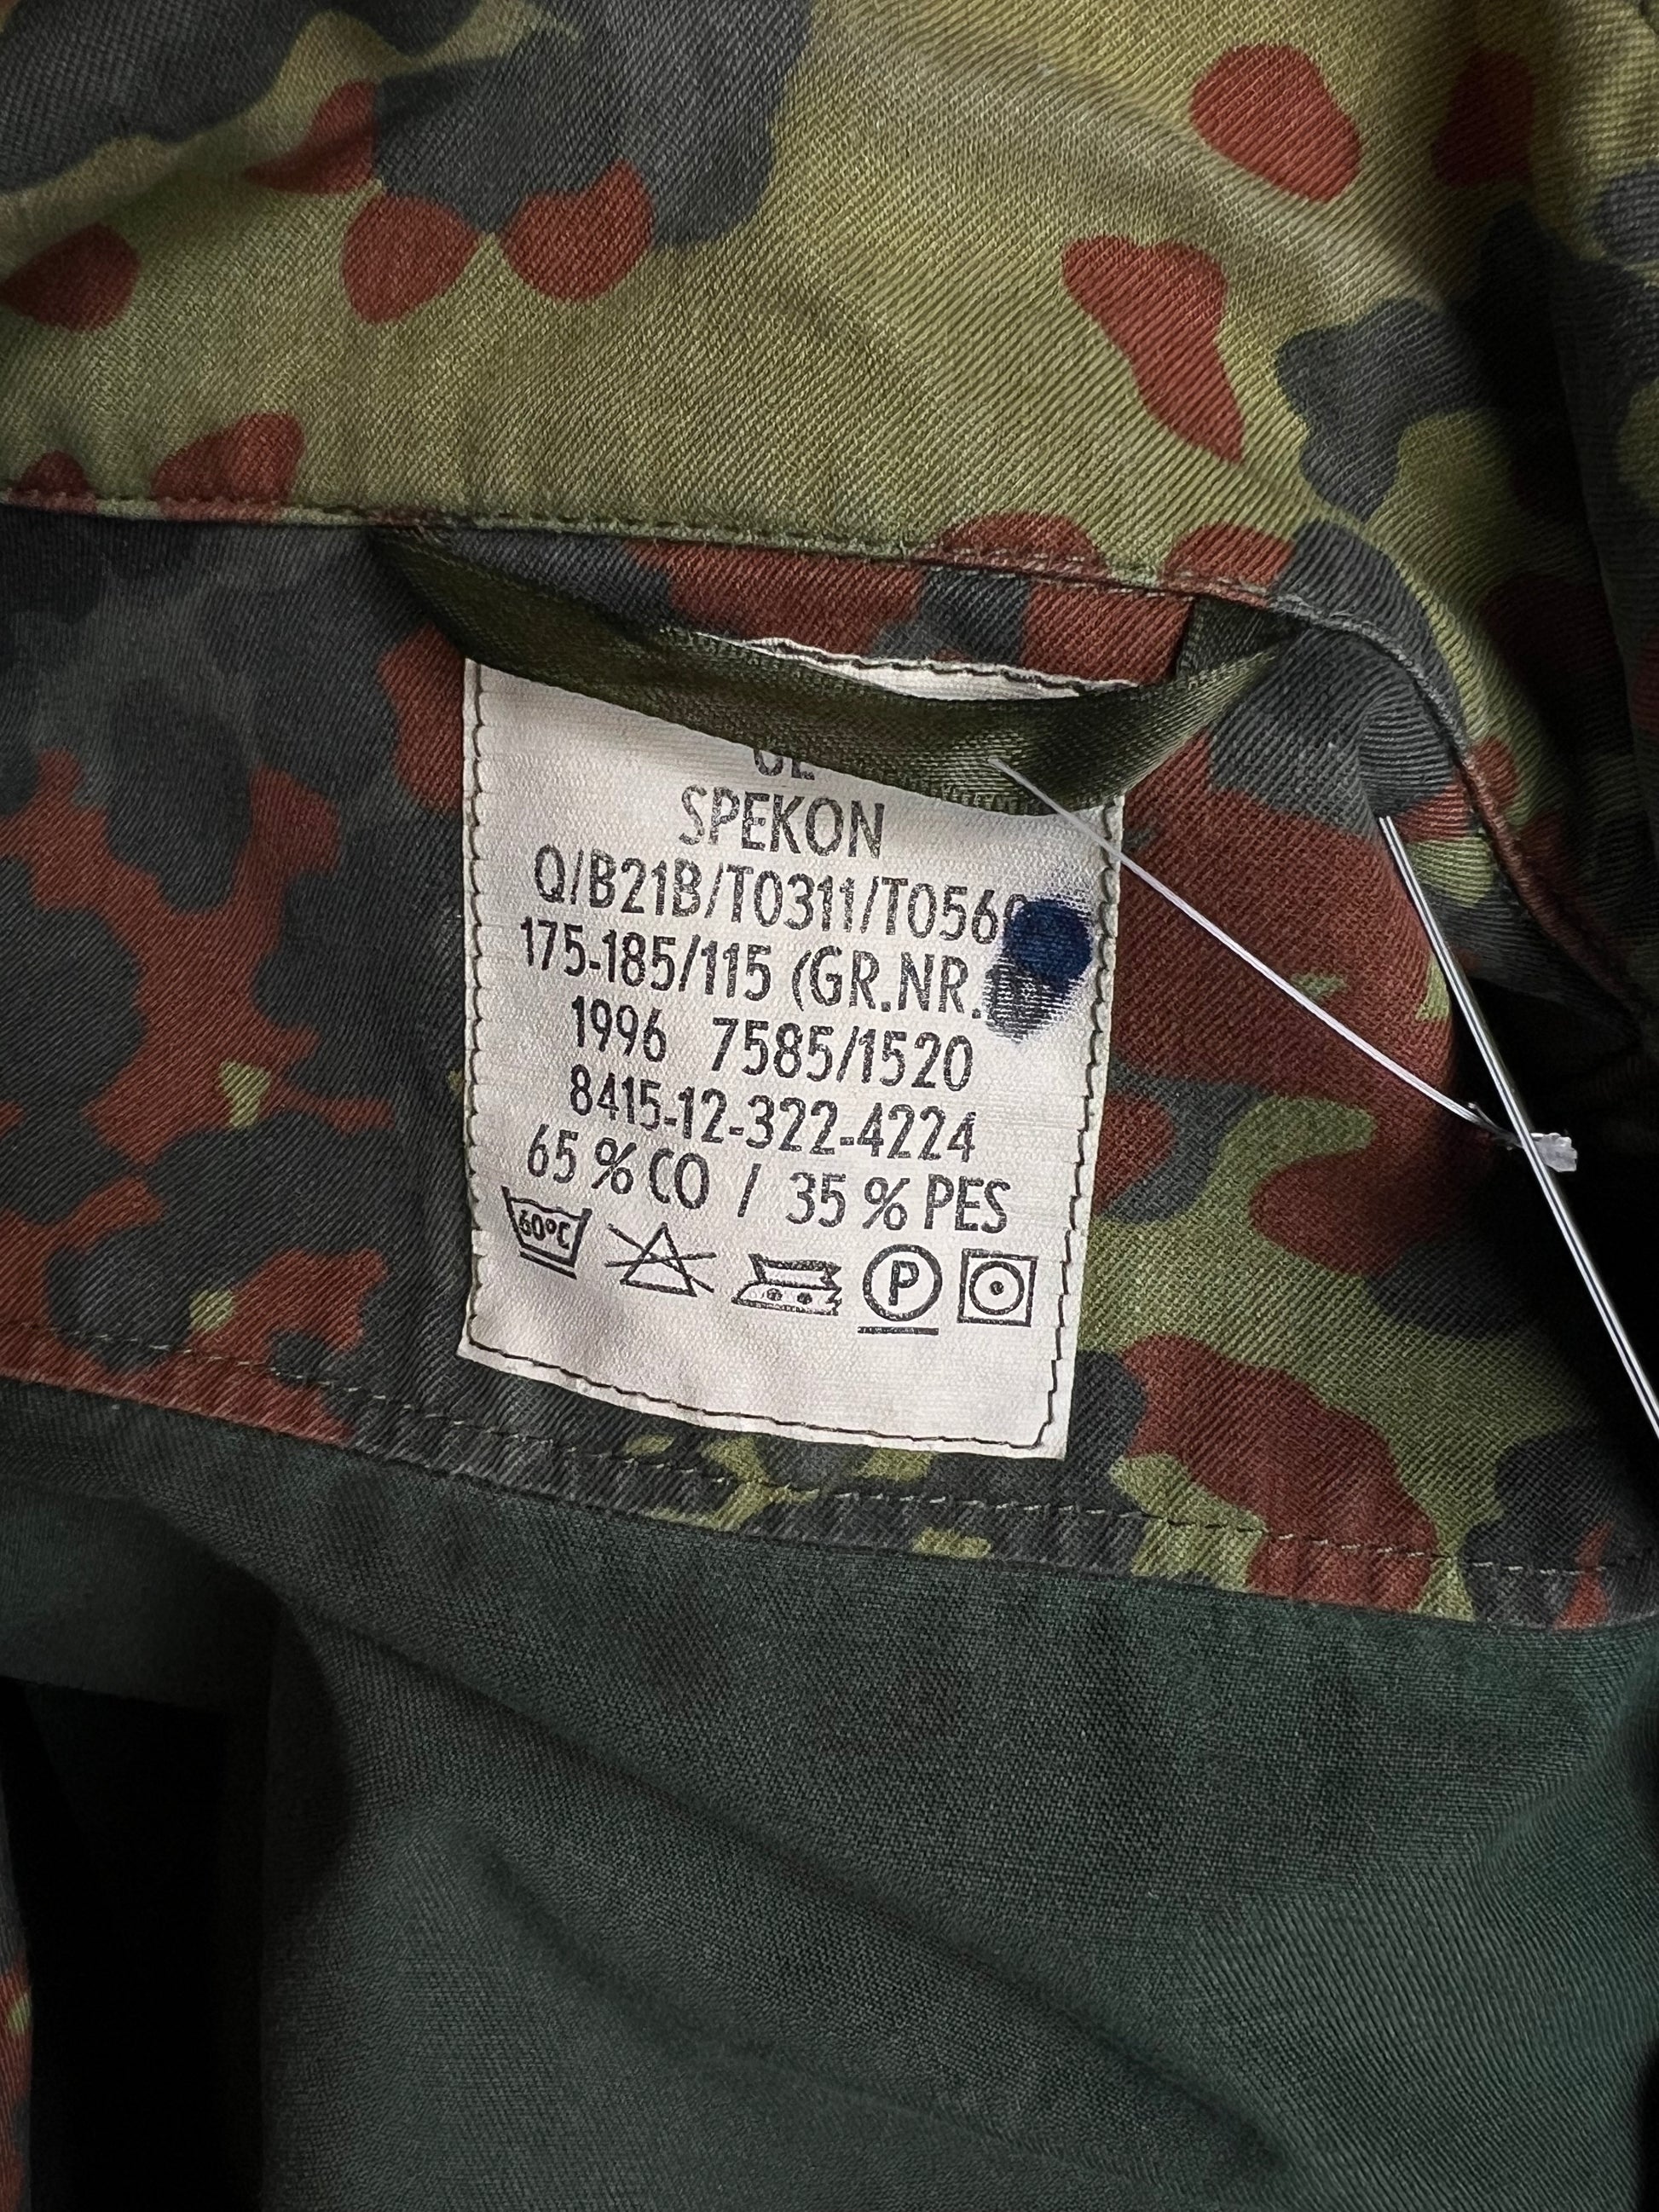 SPEKON
Q/B21B/T0311/T056
175-185/115 (GR.NR.
1996 7585/1520
8415-12-322-4224
65 % CO / 35 % PES
60°C
P